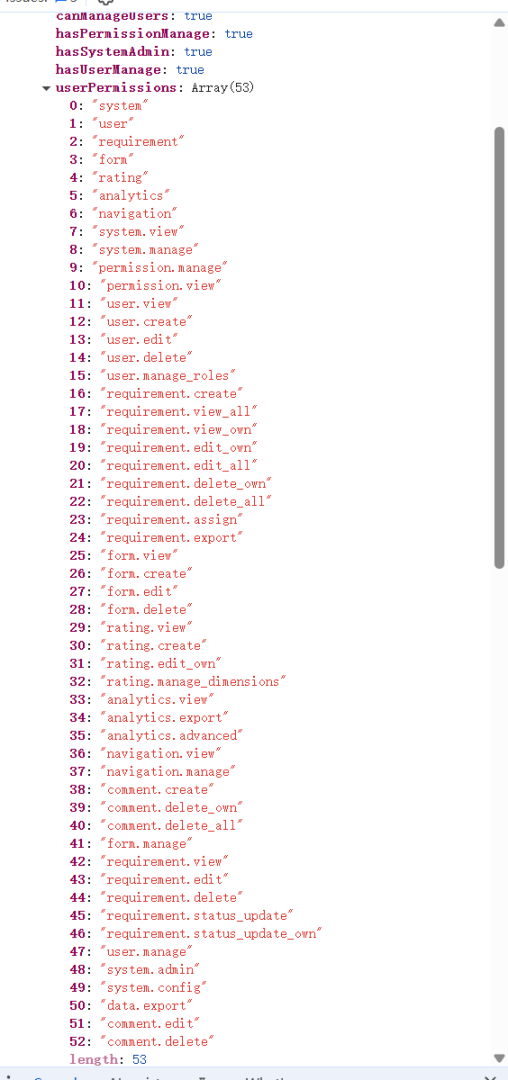 canManageUsers: true
hasPermissionManage: true
hasSystemAdmin: true
hasUserManage: true
userPermissions: Array(53)
0: "system"
1: "user"
2: "requirement"
3: "form"
4: "rating"
5: "analytics"
6: "navigation"
7: "system.view"
8: "system.manage"
9: "permission.manage"
10: "permission.view"
11: "user.view"
12: "user.create"
13: "user.edit"
14: "user.delete"
15: "user.manage_roles"
16: "requirement.create"
17: "requirement.view_all"
18: "requirement.view_own"
19: "requirement.edit_own"
20: "requirement.edit_all"
21: "requirement.delete_own"
22: "requirement.delete_all"
23: "requirement.assign"
24: "requirement.export"
25: "form.view"
26: "form.create"
27: "form.edit"
28: "form.delete"
29: "rating.view"
30: "rating.create"
31: "rating.edit_own"
32: "rating.manage_dimensions"
33: "analytics.view"
34: "analytics.export"
35: "analytics.advanced"
36: "navigation.view"
37: "navigation.manage"
38: "comment.create"
39: "comment.delete_own"
40: "comment.delete_all"
41: "form.manage"
42: "requirement.view"
43: "requirement.edit"
44: "requirement.delete"
45: "requirement.status_update"
46: "requirement.status_update_own"
47: "user.manage"
48: "system.admin"
49: "system.config"
50: "data.export"
51: "comment.edit"
52: "comment.delete"
length: 53